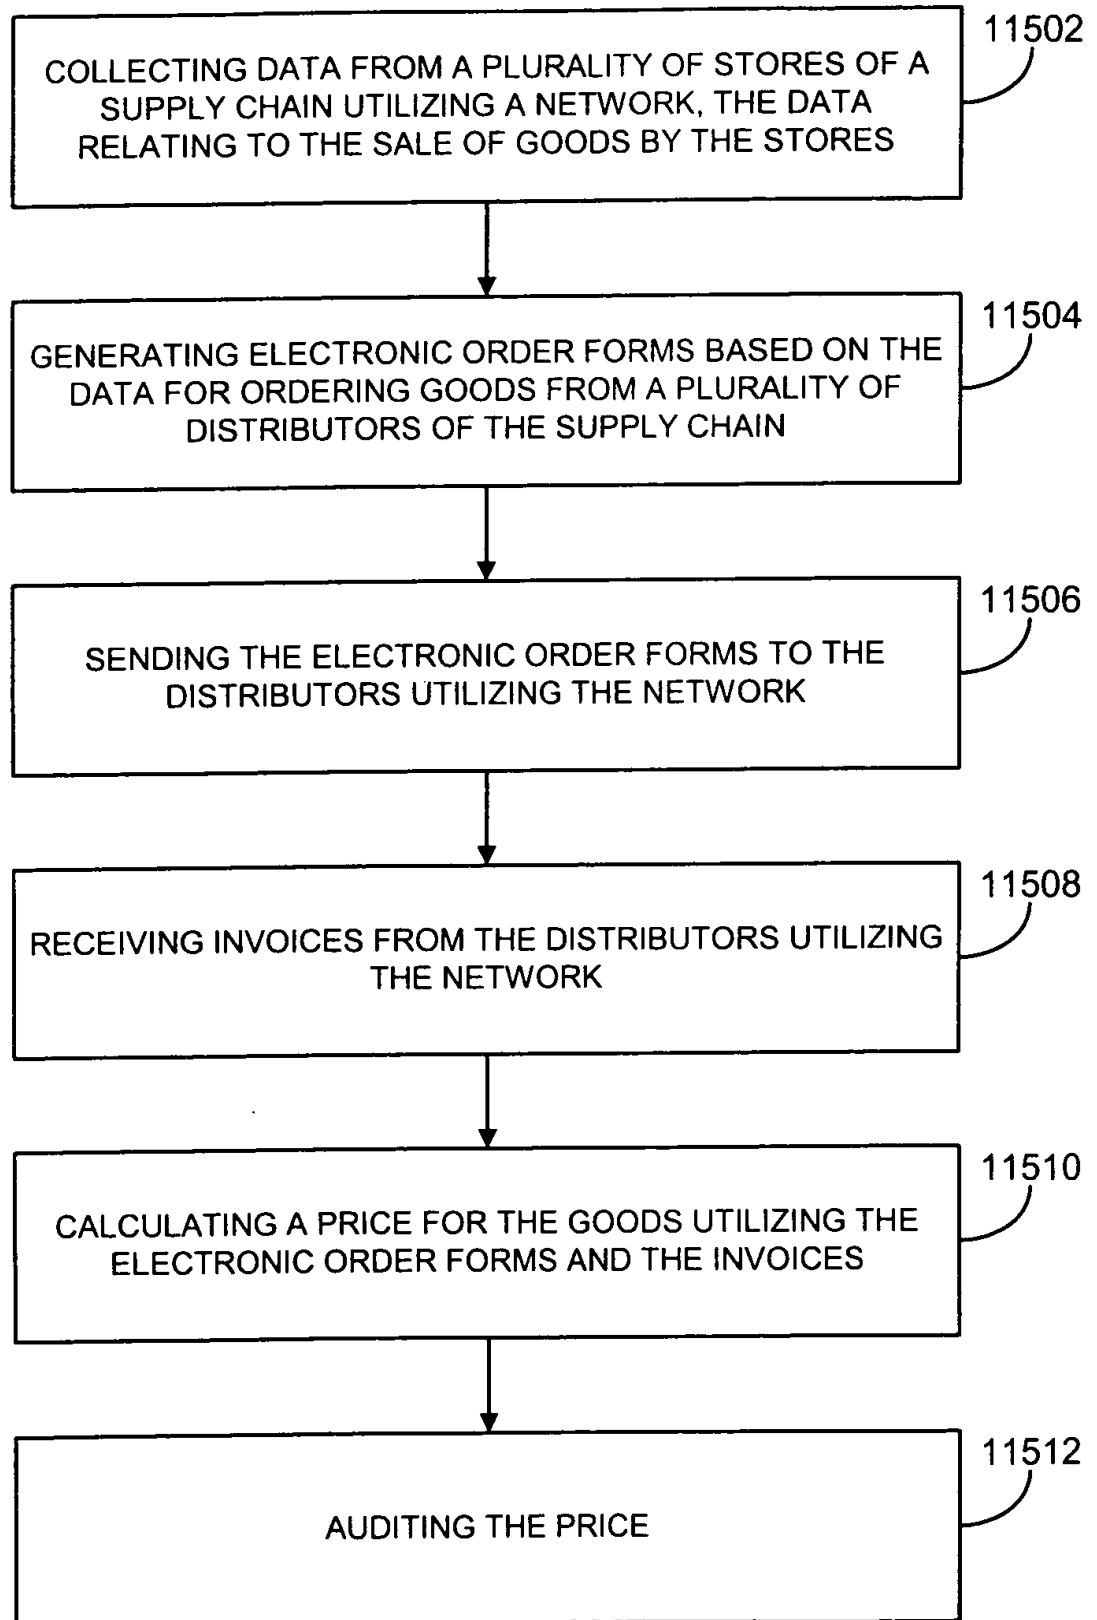 11502
COLLECTING DATA FROM A PLURALITY OF STORES OF A
SUPPLY CHAIN UTILIZING A NETWORK, THE DATA
RELATING TO THE SALE OF GOODS BY THE STORES
11504
GENERATING ELECTRONIC ORDER FORMS BASED ON THE
DATA FOR ORDERING GOODS FROM A PLURALITY OF
DISTRIBUTORS OF THE SUPPLY CHAIN
11506
SENDING THE ELECTRONIC ORDER FORMS TO THE
DISTRIBUTORS UTILIZING THE NETWORK
11508
RECEIVING INVOICES FROM THE DISTRIBUTORS UTILIZING
THE NETWORK
11510
CALCULATING A PRICE FOR THE GOODS UTILIZING THE
ELECTRONIC ORDER FORMS AND THE INVOICES
11512
AUDITING THE PRICE